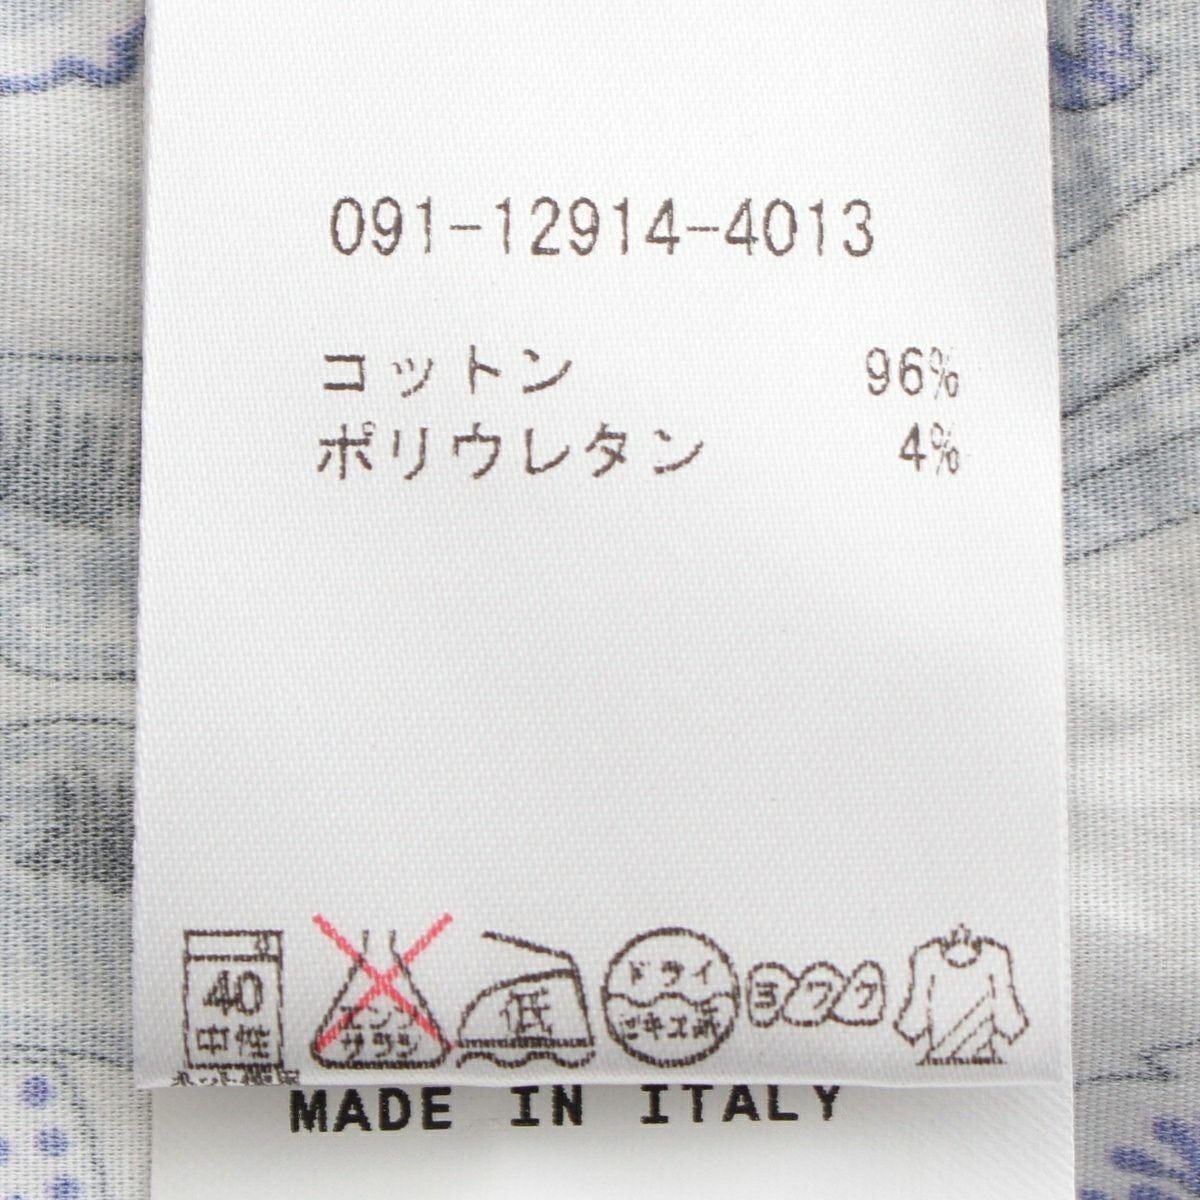 091-12914-4013
コットン 96%
ポリウレタン 4%
40
中性
エンソ
サラシ
低
ドライ
セキユ系
ヨワク
MADE IN ITALY